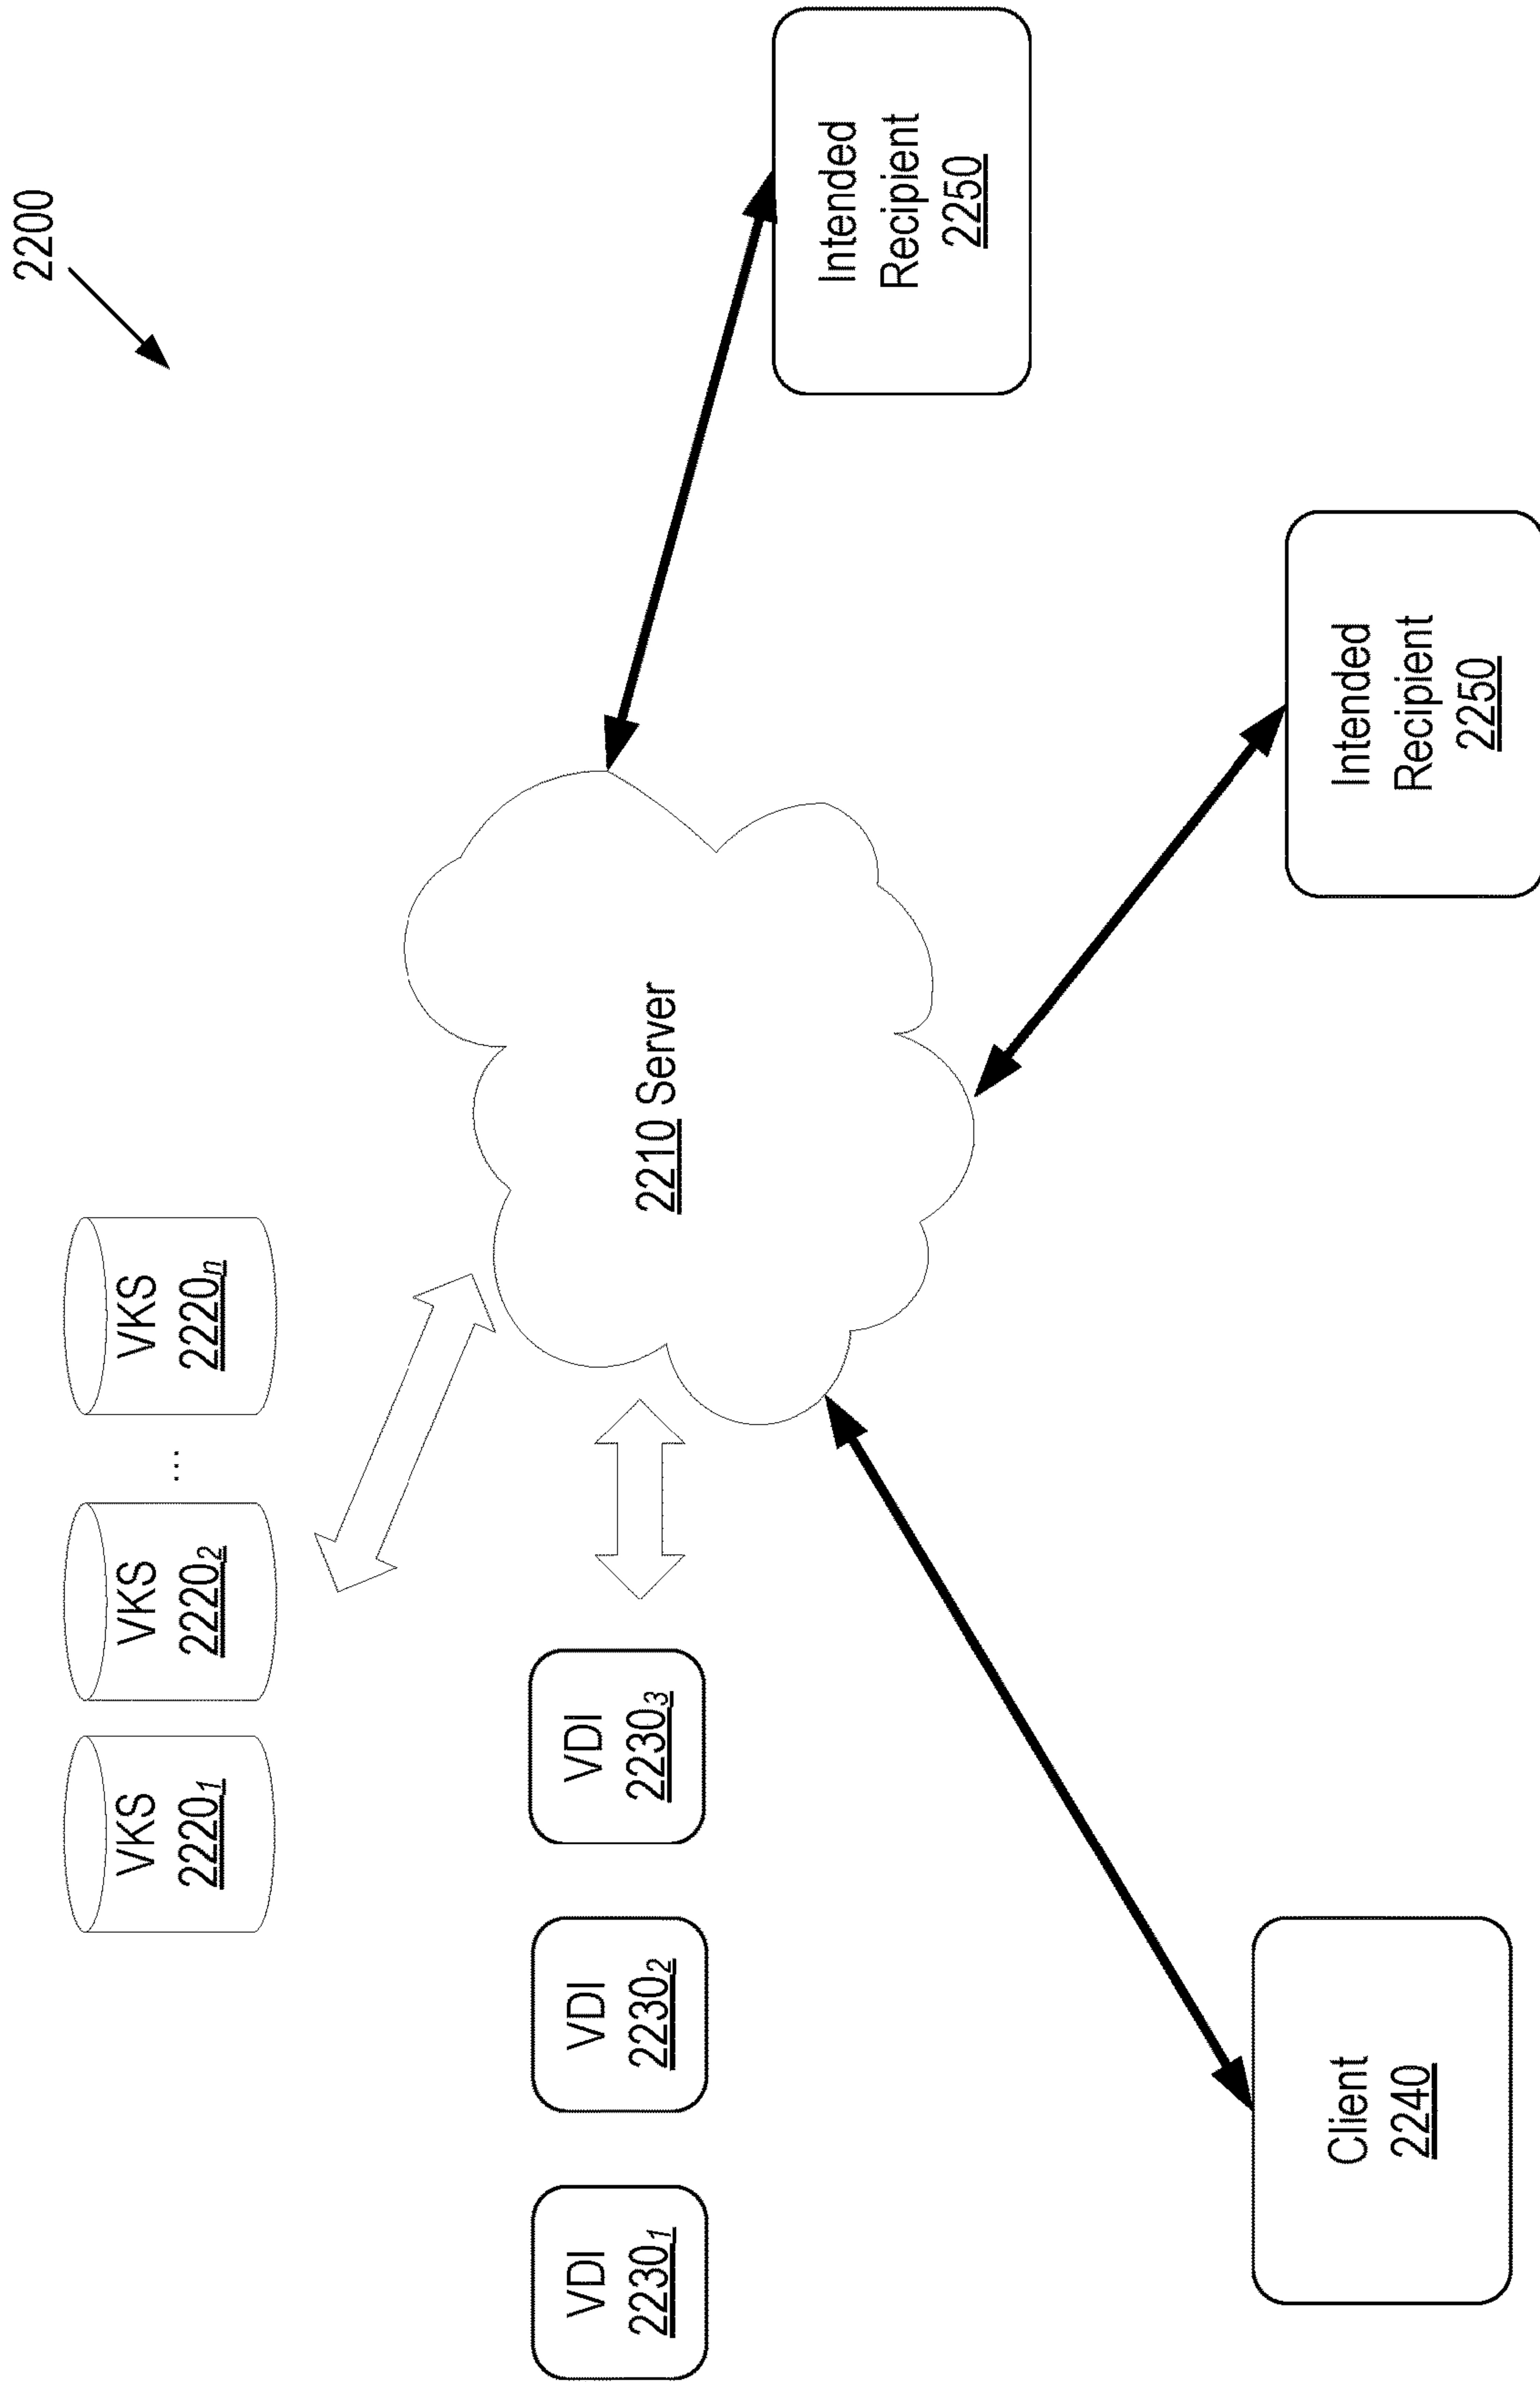 2200
VKS
2220₁
VKS
2220₂
...
VKS
2220ₙ
VDI
2230₁
VDI
2230₂
VDI
2230₃
2210 Server
Client
2240
Intended
Recipient
2250
Intended
Recipient
2250